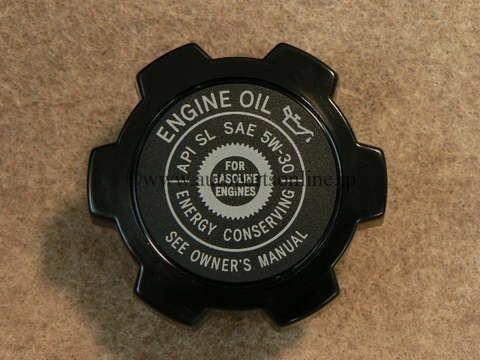 ENGINE OIL
API SL SAE 5W-30
FOR
GASOLINE
ENGINES
ENERGY CONSERVING
SEE OWNER'S MANUAL